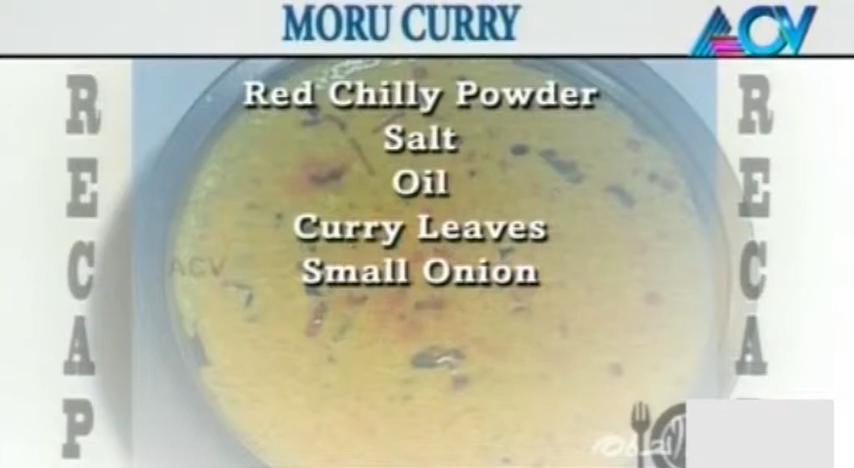 MORU CURRY
ACV
RECAP
RECAP
Red Chilly Powder
Salt
Oil
Curry Leaves
Small Onion
ACV